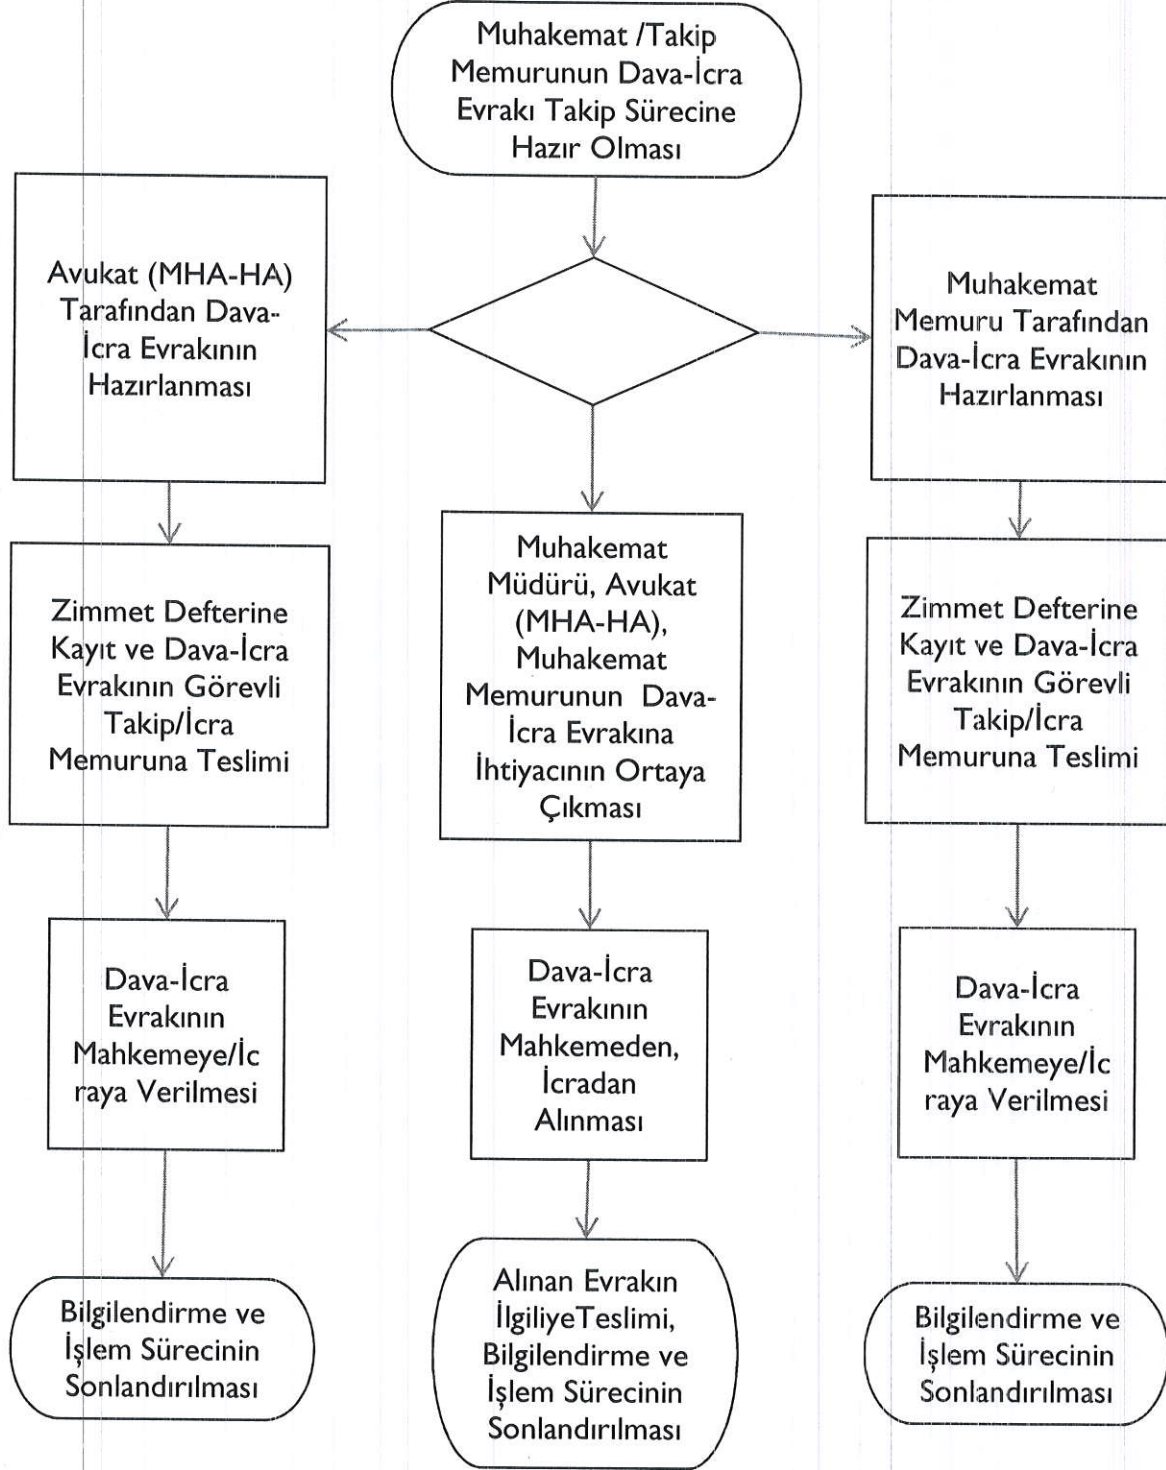 Muhakemat /Takip
Memurunun Dava-İcra
Evrakı Takip Sürecine
Hazır Olması
Avukat (MHA-HA)
Tarafından Dava-
İcra Evrakının
Hazırlanması
Muhakemat
Memuru Tarafından
Dava-İcra Evrakının
Hazırlanması
Zimmet Defterine
Kayıt ve Dava-İcra
Evrakının Görevli
Takip/İcra
Memuruna Teslimi
Muhakemat
Müdürü, Avukat
(MHA-HA),
Muhakemat
Memurunun Dava-
İcra Evrakına
İhtiyacının Ortaya
Çıkması
Zimmet Defterine
Kayıt ve Dava-İcra
Evrakının Görevli
Takip/İcra
Memuruna Teslimi
Dava-İcra
Evrakının
Mahkemeye/İc
raya Verilmesi
Dava-İcra
Evrakının
Mahkemeden,
İcradan
Alınması
Dava-İcra
Evrakının
Mahkemeye/İc
raya Verilmesi
Bilgilendirme ve
İşlem Sürecinin
Sonlandırılması
Alınan Evrakın
İlgiliyeTeslimi,
Bilgilendirme ve
İşlem Sürecinin
Sonlandırılması
Bilgilendirme ve
İşlem Sürecinin
Sonlandırılması